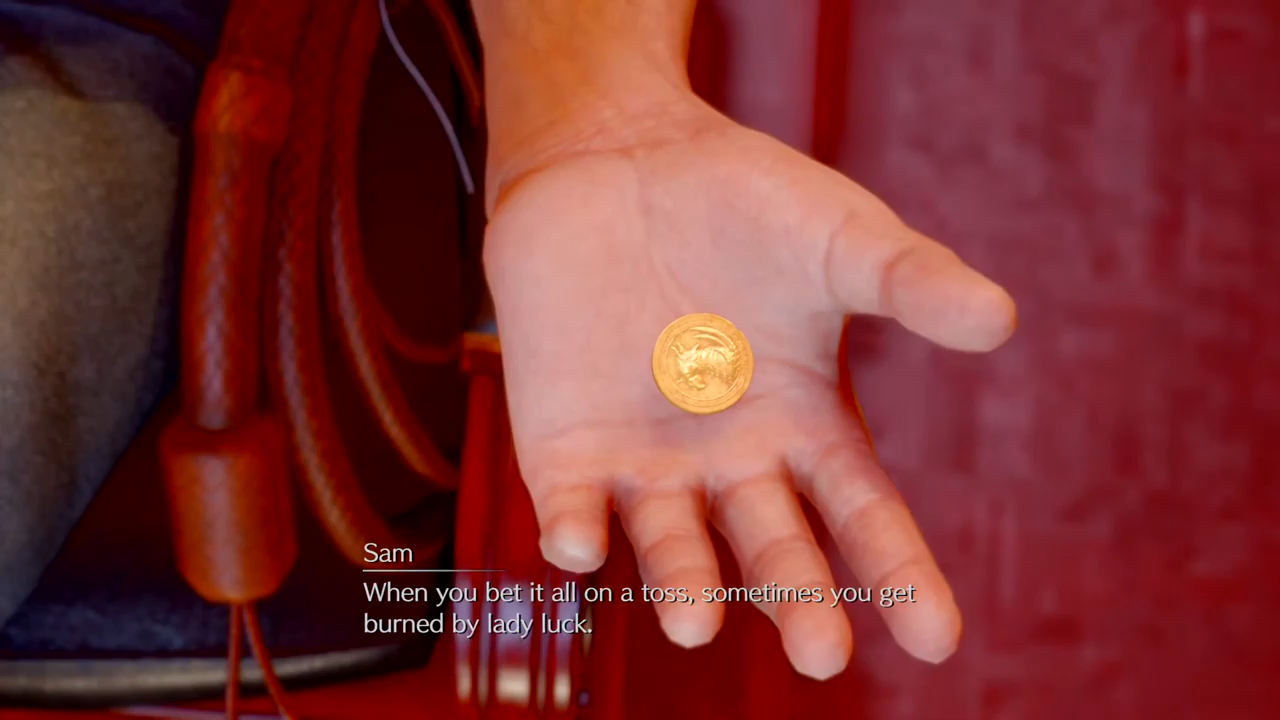 Sam
When you bet it all on a toss, sometimes you get
burned by lady luck.